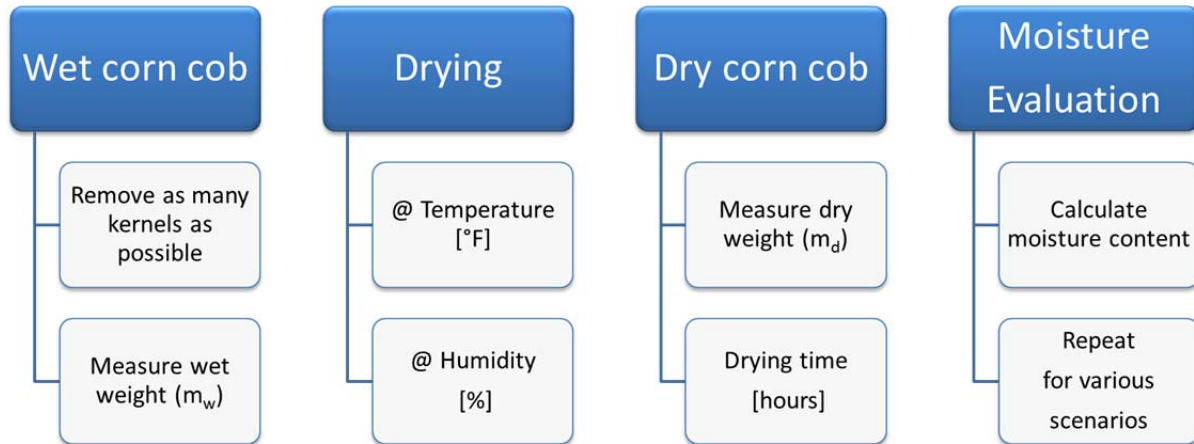 Wet corn cob
Remove as many
kernels as
possible
Measure wet
weight (m_w)
Drying
@ Temperature
[°F]
@ Humidity
[%]
Dry corn cob
Measure dry
weight (m_d)
Drying time
[hours]
Moisture
Evaluation
Calculate
moisture content
Repeat
for various
scenarios